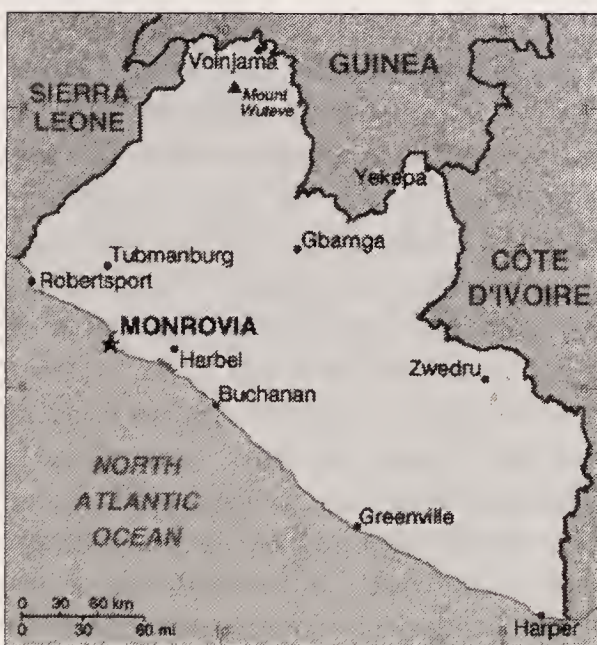 Voinjama
GUINEA
SIERRA
LEONE
Mount
Wuteve
Yekepa
Gbarnga
Tubmanburg
CÔTE
D'IVOIRE
Robertsport
MONROVIA
Harbel
Zwedru
Buchanan
NORTH
ATLANTIC
OCEAN
Greenville
0 30 60 km
0 30 60 mi
Harper